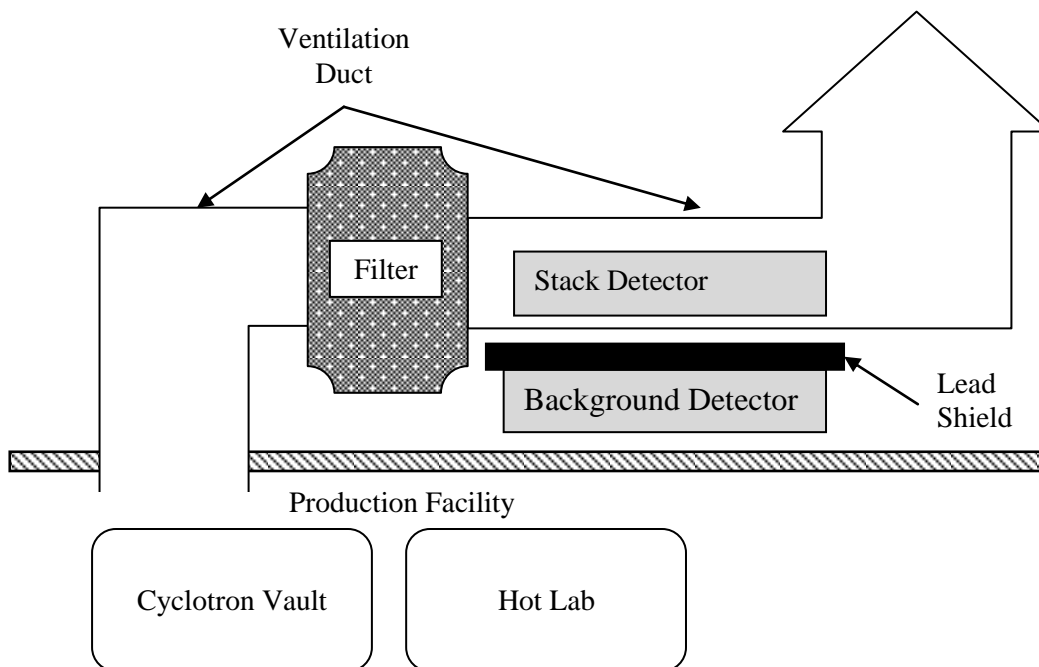 Ventilation
Duct
Filter
Stack Detector
Background Detector
Lead
Shield
Production Facility
Cyclotron Vault
Hot Lab